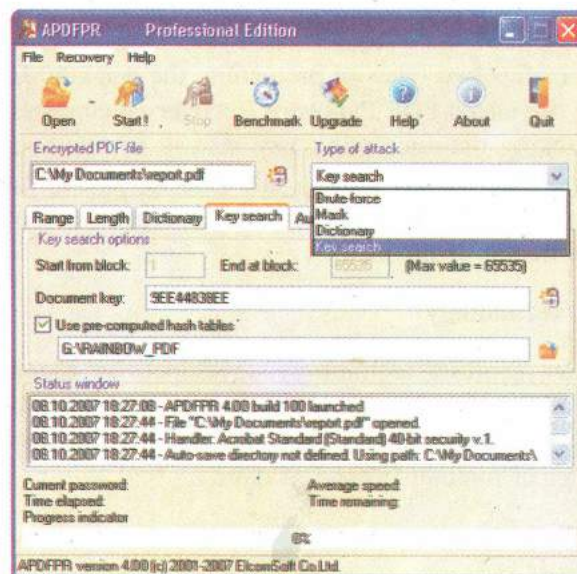 APDFPR Professional Edition
File Recovery Help
Open Start! Stop Benchmark Upgrade Help About Quit
Encrypted PDF-file
Type of attack
C:\My Documents\report.pdf
Key search
Brute-force
Mask
Dictionary
Key search
Range Length Dictionary Key search Au
Key search options
Start from block: 1 End at block: 65535 (Max value = 65535)
Document key: 9EE44838EE
Use pre-computed hash tables
G:\RAINBOW_PDF
Status window
08.10.2007 18:27:08 - APDFPR 4.00 build 100 launched
08.10.2007 18:27:44 - File "C:\My Documents\report.pdf" opened.
08.10.2007 18:27:44 - Handler: Acrobat Standard (Standard) 40-bit security v.1.
08.10.2007 18:27:44 - Auto-save directory not defined. Using path: C:\My Documents\
Current password:
Average speed:
Time elapsed:
Time remaining:
Progress indicator
0%
APDFPR version 4.00 (c) 2001-2007 ElcomSoft Co.Ltd.